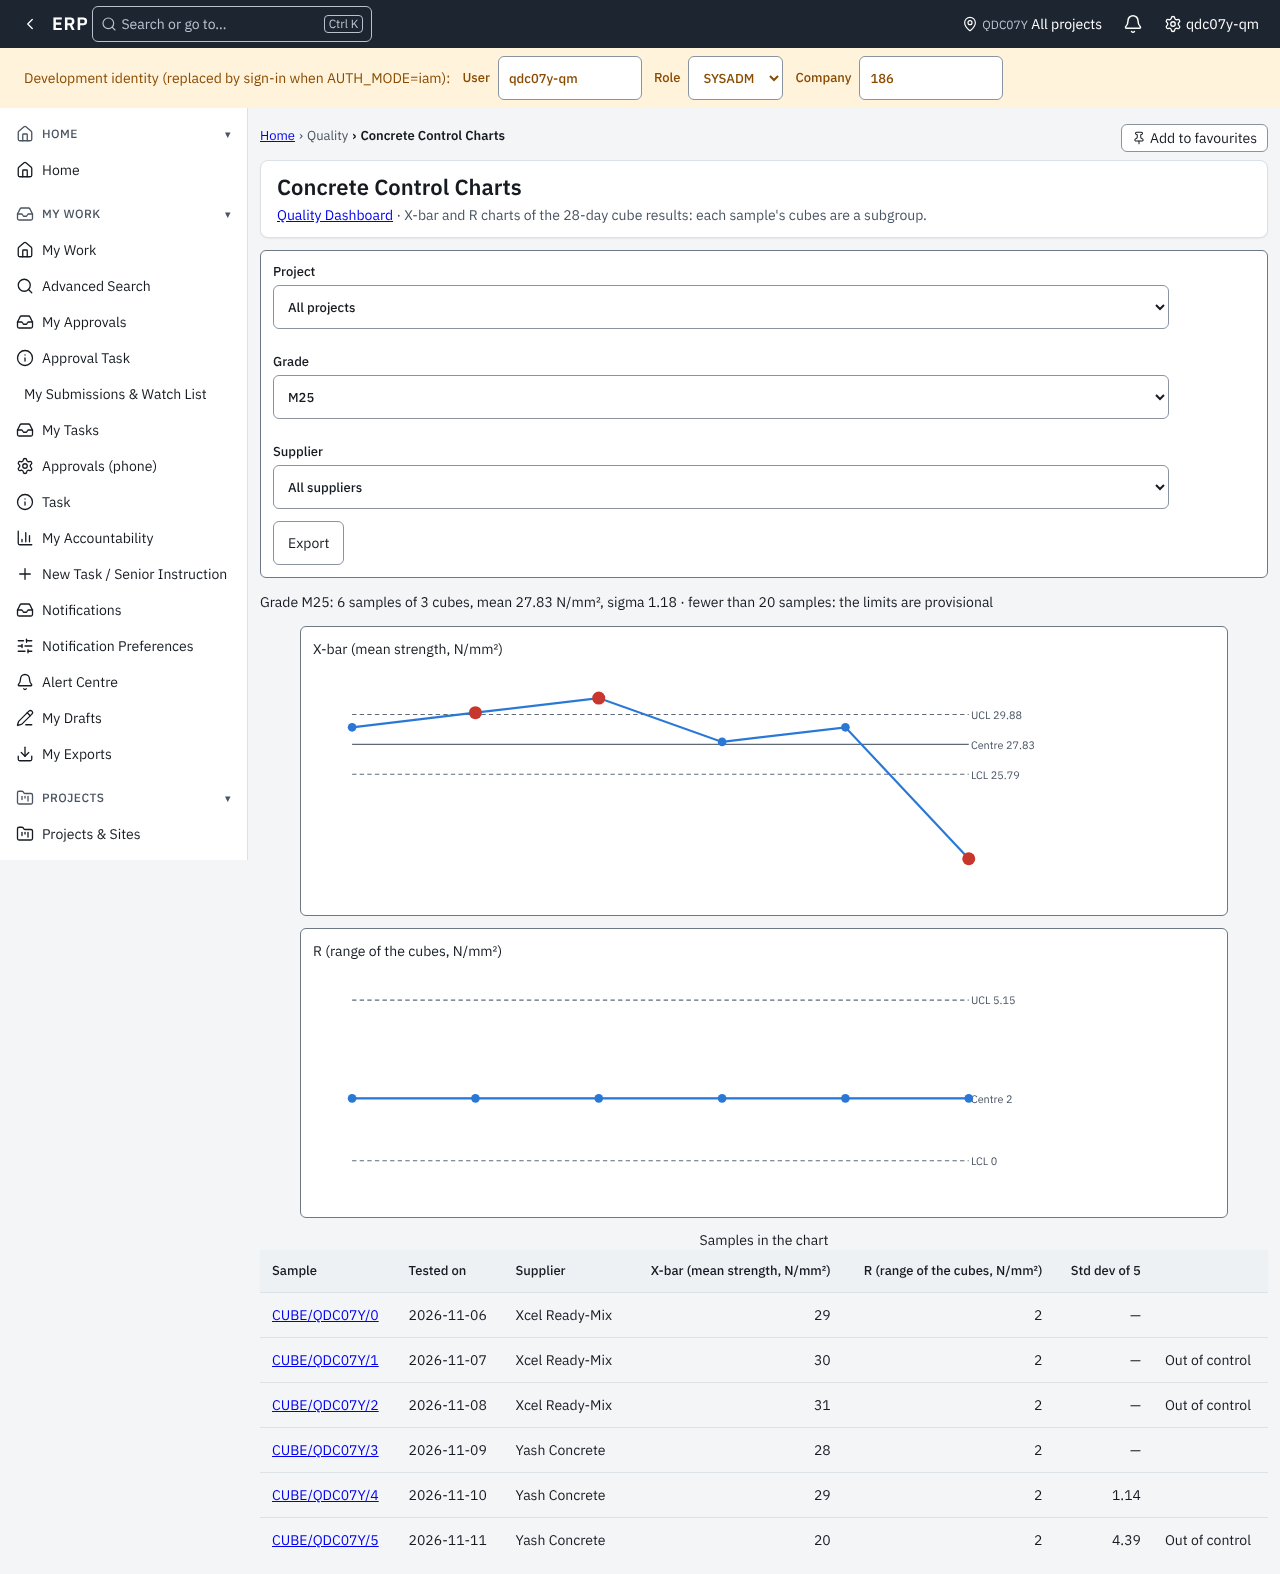 ERP
Search or go to...
Ctrl K
QDC07Y All projects
qdc07y-qm
Development identity (replaced by sign-in when AUTH_MODE=iam):
User
qdc07y-qm
Role
SYSADM
Company
186
HOME
Home
MY WORK
My Work
Advanced Search
My Approvals
Approval Task
My Submissions & Watch List
My Tasks
Approvals (phone)
Task
My Accountability
New Task / Senior Instruction
Notifications
Notification Preferences
Alert Centre
My Drafts
My Exports
PROJECTS
Projects & Sites
Home › Quality › Concrete Control Charts
Add to favourites
Concrete Control Charts
Quality Dashboard · X-bar and R charts of the 28-day cube results: each sample's cubes are a subgroup.
Project
All projects
Grade
M25
Supplier
All suppliers
Export
Grade M25: 6 samples of 3 cubes, mean 27.83 N/mm², sigma 1.18 · fewer than 20 samples: the limits are provisional
X-bar (mean strength, N/mm²)
UCL 29.88
Centre 27.83
LCL 25.79
R (range of the cubes, N/mm²)
UCL 5.15
Centre 2
LCL 0
Samples in the chart
Sample Tested on Supplier X-bar (mean strength, N/mm²) R (range of the cubes, N/mm²) Std dev of 5
CUBE/QDC07Y/0 2026-11-06 Xcel Ready-Mix 29 2 —
CUBE/QDC07Y/1 2026-11-07 Xcel Ready-Mix 30 2 — Out of control
CUBE/QDC07Y/2 2026-11-08 Xcel Ready-Mix 31 2 — Out of control
CUBE/QDC07Y/3 2026-11-09 Yash Concrete 28 2 —
CUBE/QDC07Y/4 2026-11-10 Yash Concrete 29 2 1.14
CUBE/QDC07Y/5 2026-11-11 Yash Concrete 20 2 4.39 Out of control